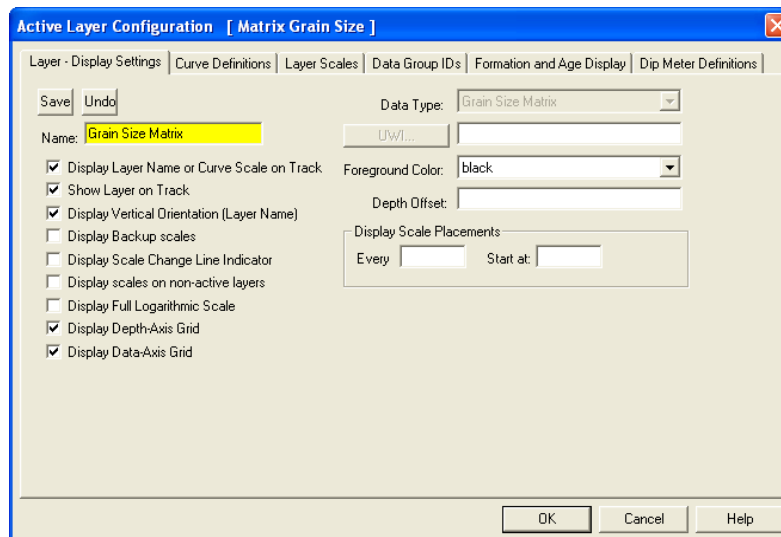 Active Layer Configuration [ Matrix Grain Size ]
Layer - Display Settings Curve Definitions Layer Scales Data Group IDs Formation and Age Display Dip Meter Definitions
Save Undo
Name: Grain Size Matrix
Display Layer Name or Curve Scale on Track
Show Layer on Track
Display Vertical Orientation (Layer Name)
Display Backup scales
Display Scale Change Line Indicator
Display scales on non-active layers
Display Full Logarithmic Scale
Display Depth-Axis Grid
Display Data-Axis Grid
Data Type: Grain Size Matrix
UWI...
Foreground Color: black
Depth Offset:
Display Scale Placements
Every Start at:
OK Cancel Help